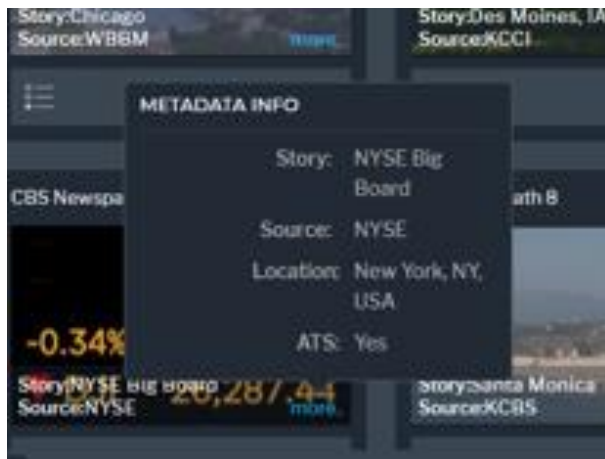 Story:Chicago
Source:WBBM
more
Story:Des Moines, IA
Source:KCCI
METADATA INFO
Story: NYSE Big
Board
Source: NYSE
Location: New York, NY,
USA
ATS: Yes
CBS Newspa
ath 8
-0.34%
Story:NYSE Big Board
Source:NYSE
more
Story:Santa Monica
Source:KCBS